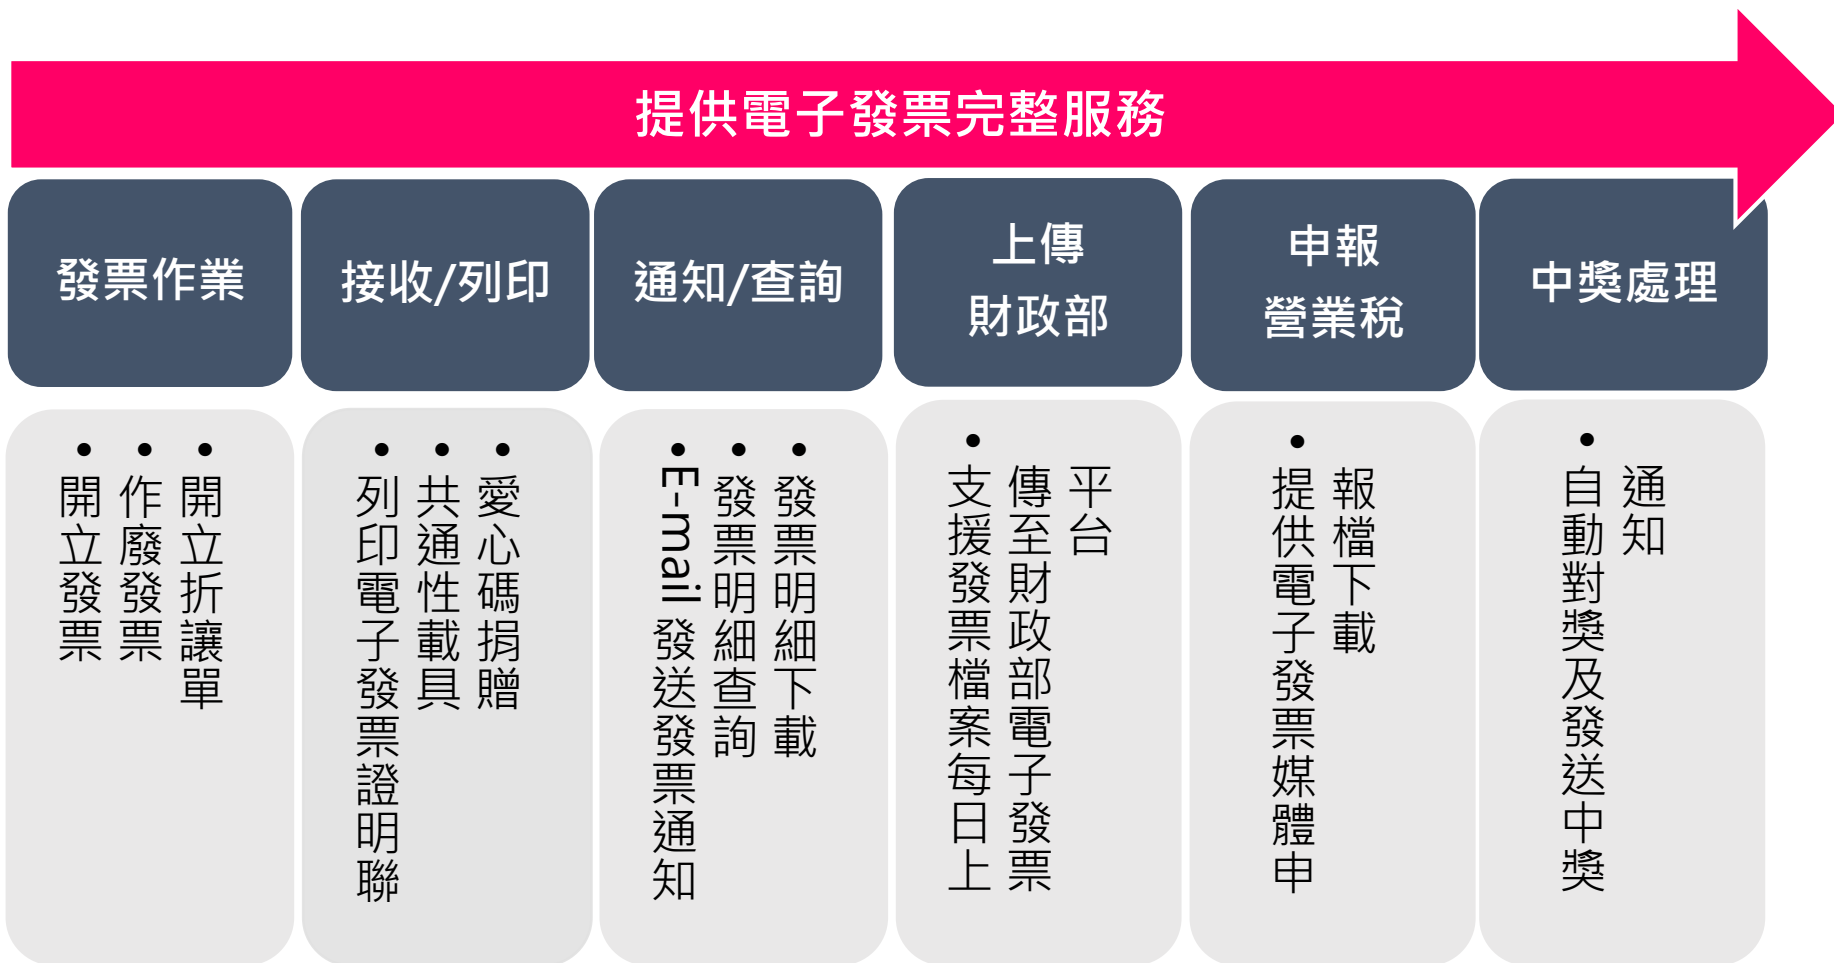 提供電子發票完整服務
發票作業
接收/列印
通知/查詢
上傳
財政部
申報
營業稅
中獎處理
• 開立發票
• 作廢發票
• 開立折讓單
• 列印電子發票證明聯
• 共通性載具
• 愛心碼捐贈
• E-mail 發送發票通知
• 發票明細查詢
• 發票明細下載
• 支援發票檔案每日上
傳至財政部電子發票
平台
• 提供電子發票媒體申
報檔下載
• 自動對獎及發送中獎
通知